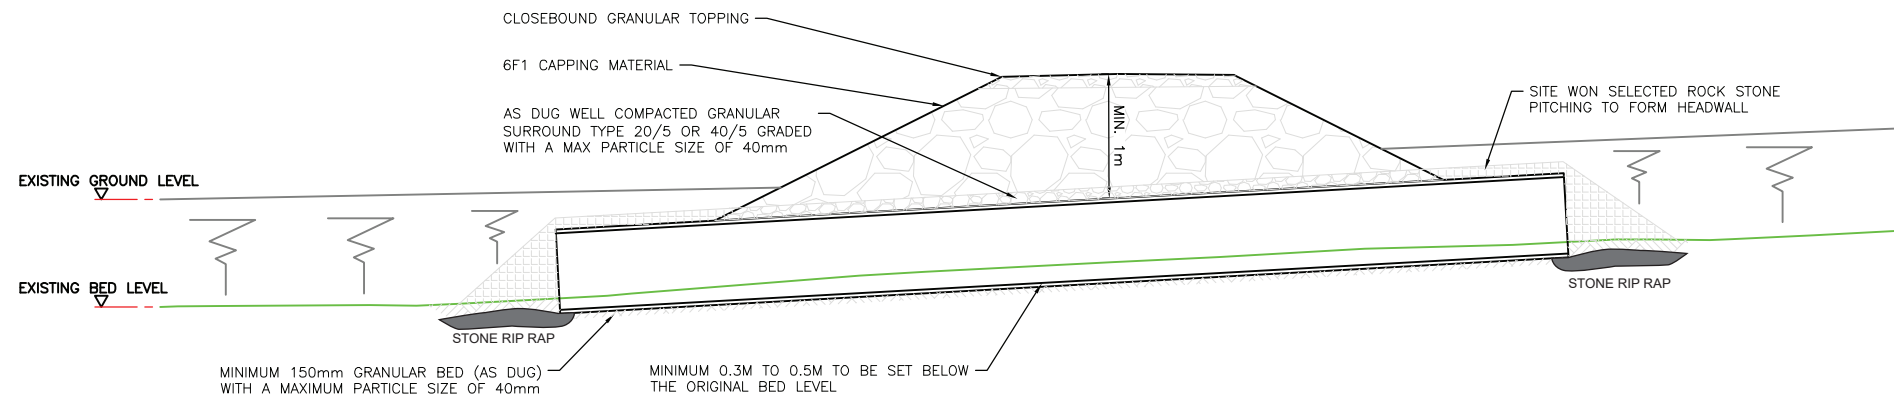 CLOSEBOUND GRANULAR TOPPING
6F1 CAPPING MATERIAL
AS DUG WELL COMPACTED GRANULAR
SURROUND TYPE 20/5 OR 40/5 GRADED
WITH A MAX PARTICLE SIZE OF 40mm
MIN. 1m
SITE WON SELECTED ROCK STONE
PITCHING TO FORM HEADWALL
EXISTING GROUND LEVEL
EXISTING BED LEVEL
STONE RIP RAP
STONE RIP RAP
MINIMUM 150mm GRANULAR BED (AS DUG)
WITH A MAXIMUM PARTICLE SIZE OF 40mm
MINIMUM 0.3M TO 0.5M TO BE SET BELOW
THE ORIGINAL BED LEVEL